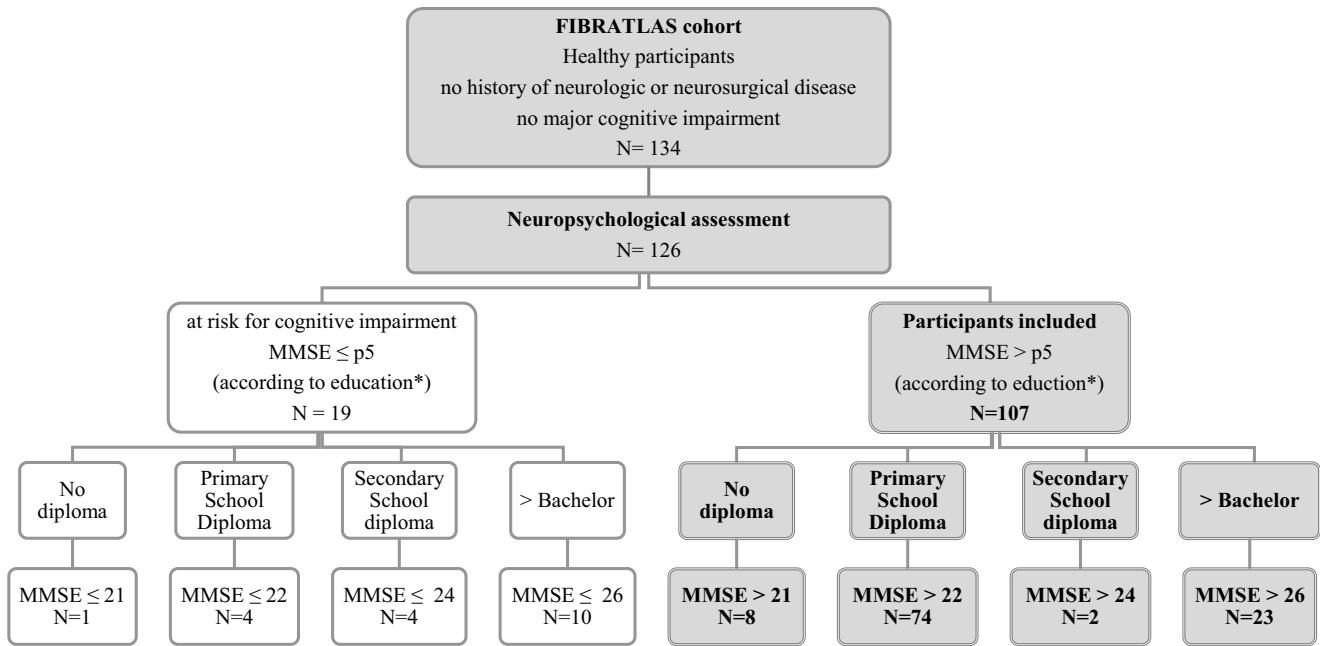 FIBRATLAS cohort
Healthy participants
no history of neurologic or neurosurgical disease
no major cognitive impairment
N= 134
Neuropsychological assessment
N= 126
at risk for cognitive impairment
MMSE ≤ p5
(according to education*)
N = 19
Participants included
MMSE > p5
(according to eduction*)
N=107
No
diploma
Primary
School
Diploma
Secondary
School
diploma
> Bachelor
No
diploma
Primary
School
Diploma
Secondary
School
diploma
> Bachelor
MMSE ≤ 21
N=1
MMSE ≤ 22
N=4
MMSE ≤ 24
N=4
MMSE ≤ 26
N=10
MMSE > 21
N=8
MMSE > 22
N=74
MMSE > 24
N=2
MMSE > 26
N=23